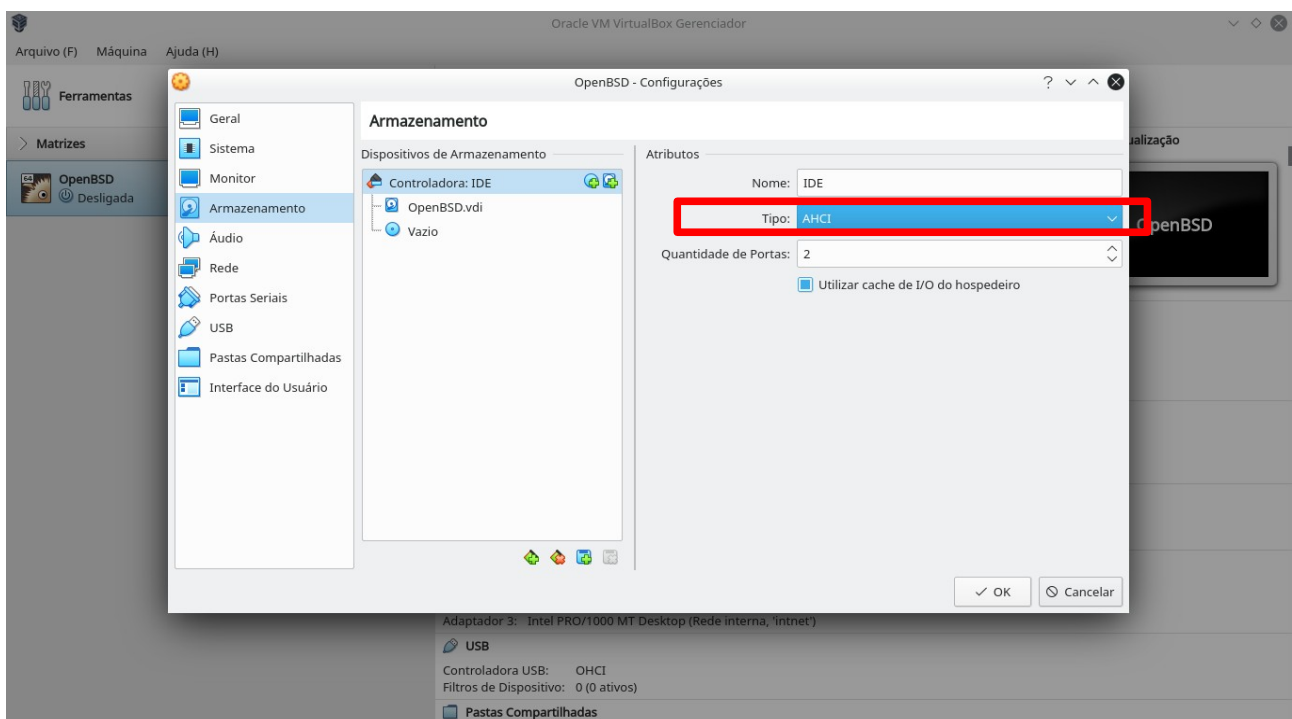 Oracle VM VirtualBox Gerenciador
Arquivo (F) Máquina Ajuda (H)
Ferramentas
Matrizes
64
OpenBSD
Desligada
OpenBSD - Configurações
Geral
Sistema
Monitor
Armazenamento
Áudio
Rede
Portas Seriais
USB
Pastas Compartilhadas
Interface do Usuário
Armazenamento
Dispositivos de Armazenamento
Controladora: IDE
OpenBSD.vdi
Vazio
Atributos
Nome: IDE
Tipo: AHCI
Quantidade de Portas: 2
Utilizar cache de I/O do hospedeiro
OK
Cancelar
ualização
OpenBSD
Adaptador 3: Intel PRO/1000 MT Desktop (Rede interna, 'intnet')
USB
Controladora USB: OHCI
Filtros de Dispositivo: 0 (0 ativos)
Pastas Compartilhadas